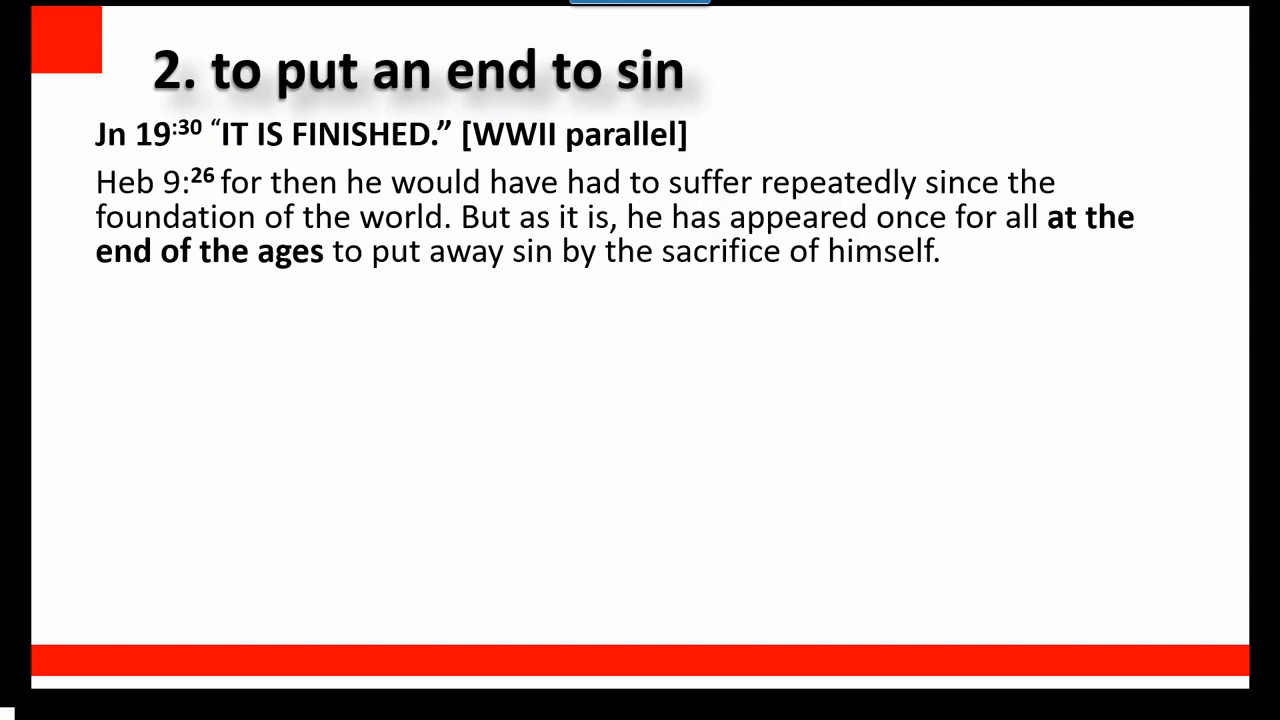 2. to put an end to sin
Jn 19:30 “IT IS FINISHED.” [WWII parallel]
Heb 9:26 for then he would have had to suffer repeatedly since the
foundation of the world. But as it is, he has appeared once for all at the
end of the ages to put away sin by the sacrifice of himself.